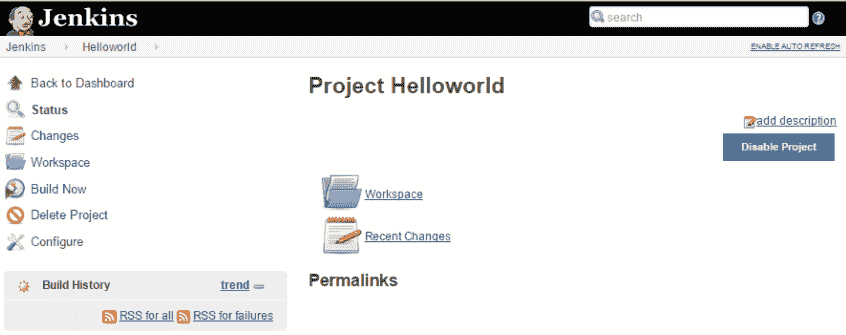 Jenkins
search
?
Jenkins
Helloworld
ENABLE AUTO REFRESH
Back to Dashboard
Status
Changes
Workspace
Build Now
Delete Project
Configure
Build History
trend
RSS for all
RSS for failures
Project Helloworld
add description
Disable Project
Workspace
Recent Changes
Permalinks